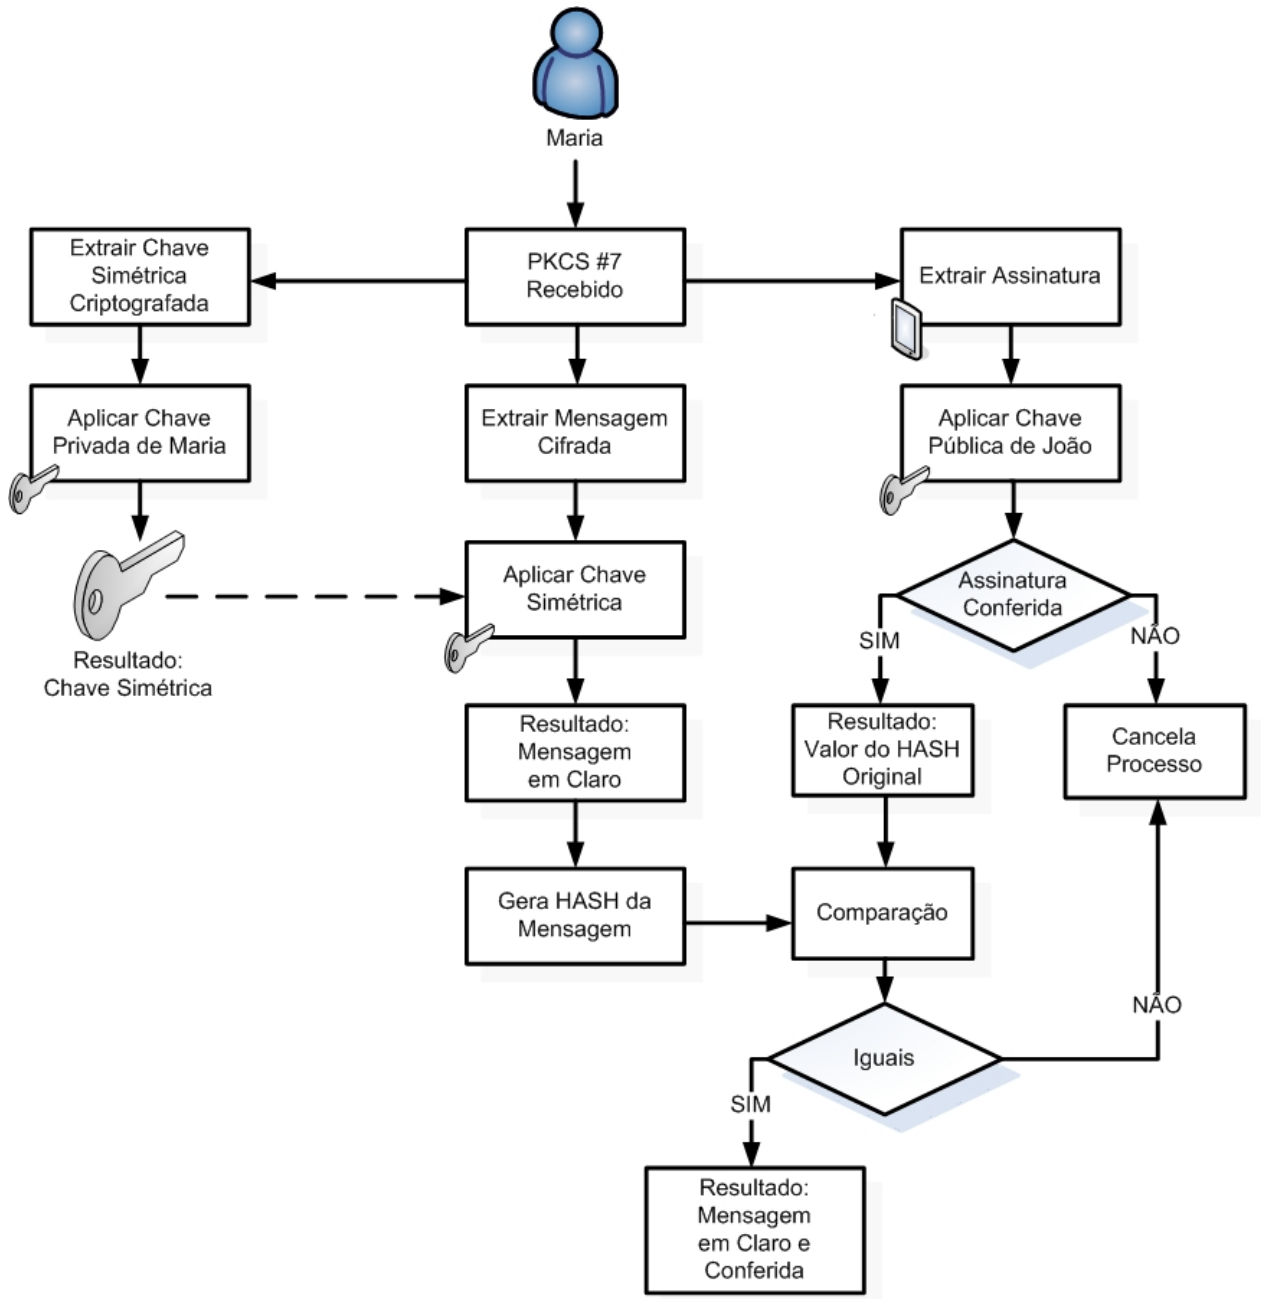 Maria
Extrair Chave
Simétrica
Criptografada
PKCS #7
Recebido
Extrair Assinatura
Aplicar Chave
Privada de Maria
Extrair Mensagem
Cifrada
Aplicar Chave
Pública de João
Resultado:
Chave Simétrica
Aplicar Chave
Simétrica
Assinatura
Conferida
SIM
NÃO
Resultado:
Mensagem
em Claro
Resultado:
Valor do HASH
Original
Cancela
Processo
Gera HASH da
Mensagem
Comparação
Iguais
NÃO
SIM
Resultado:
Mensagem
em Claro e
Conferida